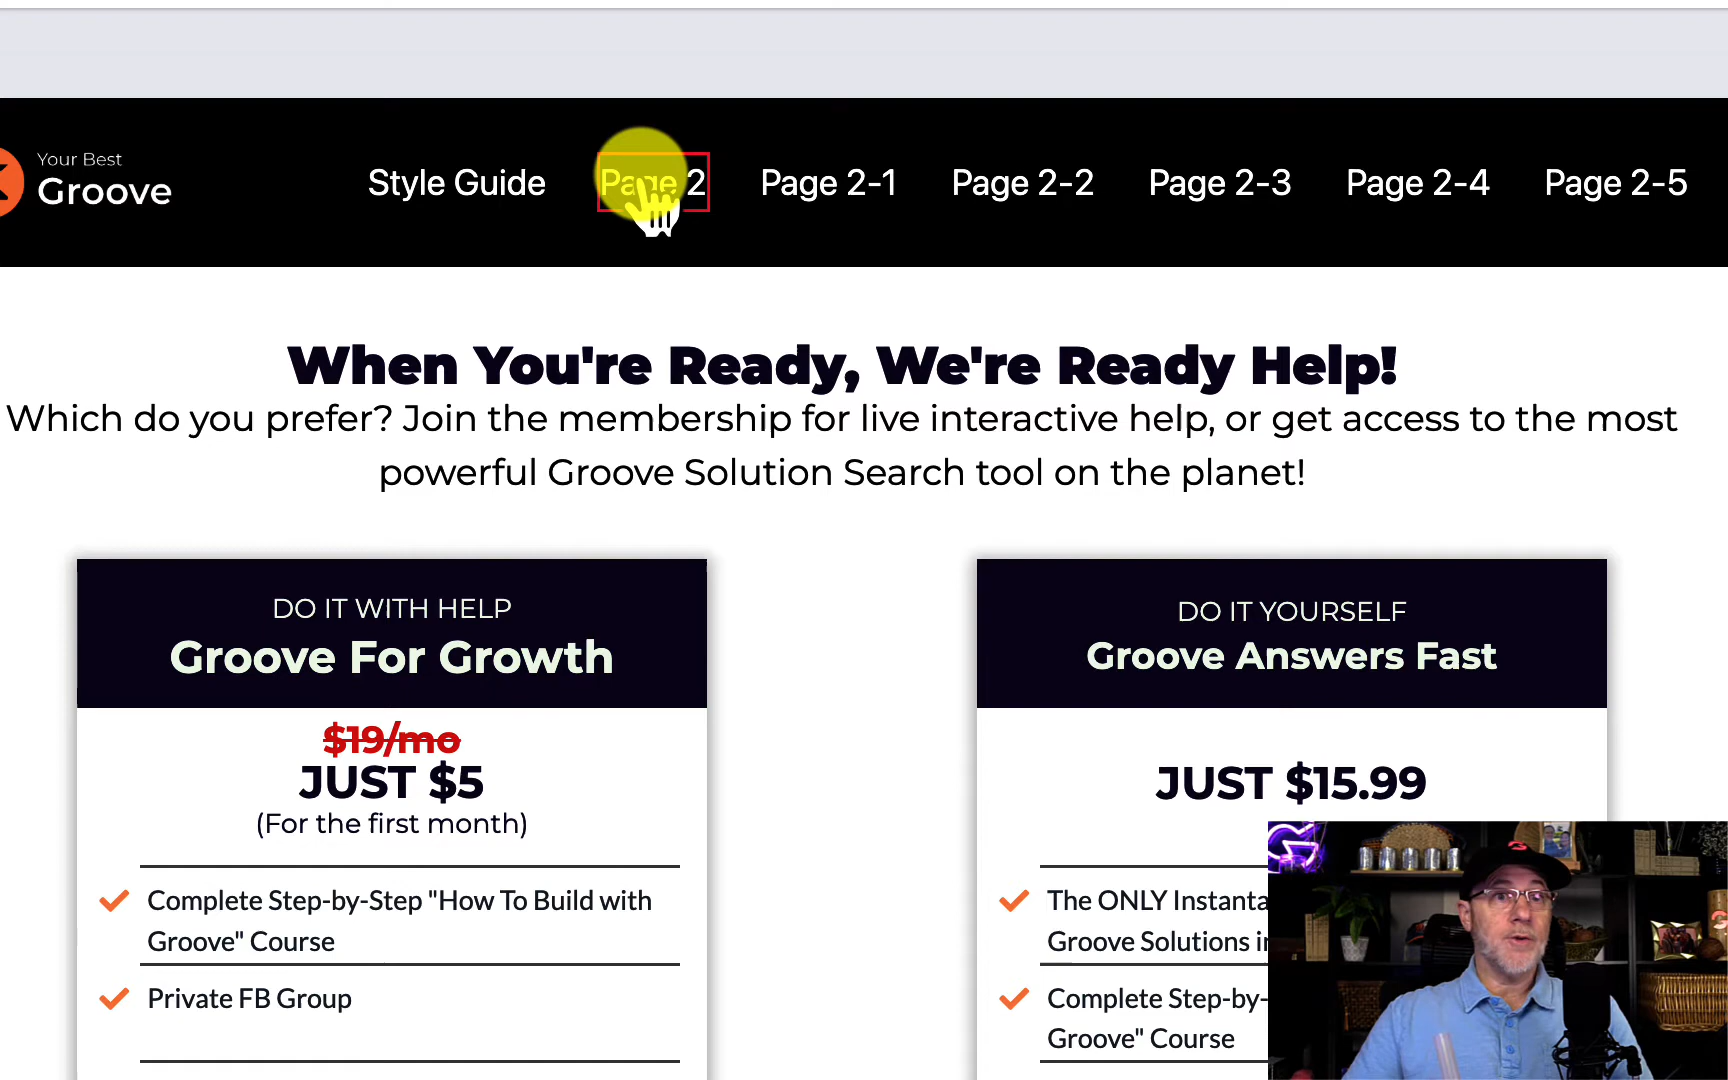 Your Best
Groove
Style Guide
Page 2
Page 2-1
Page 2-2
Page 2-3
Page 2-4
Page 2-5
When You're Ready, We're Ready Help!
Which do you prefer? Join the membership for live interactive help, or get access to the most
powerful Groove Solution Search tool on the planet!
DO IT WITH HELP
Groove For Growth
$19/mo
JUST $5
(For the first month)
Complete Step-by-Step "How To Build with
Groove" Course
Private FB Group
DO IT YOURSELF
Groove Answers Fast
JUST $15.99
The ONLY Instanta
Groove Solutions in
Complete Step-by-
Groove" Course